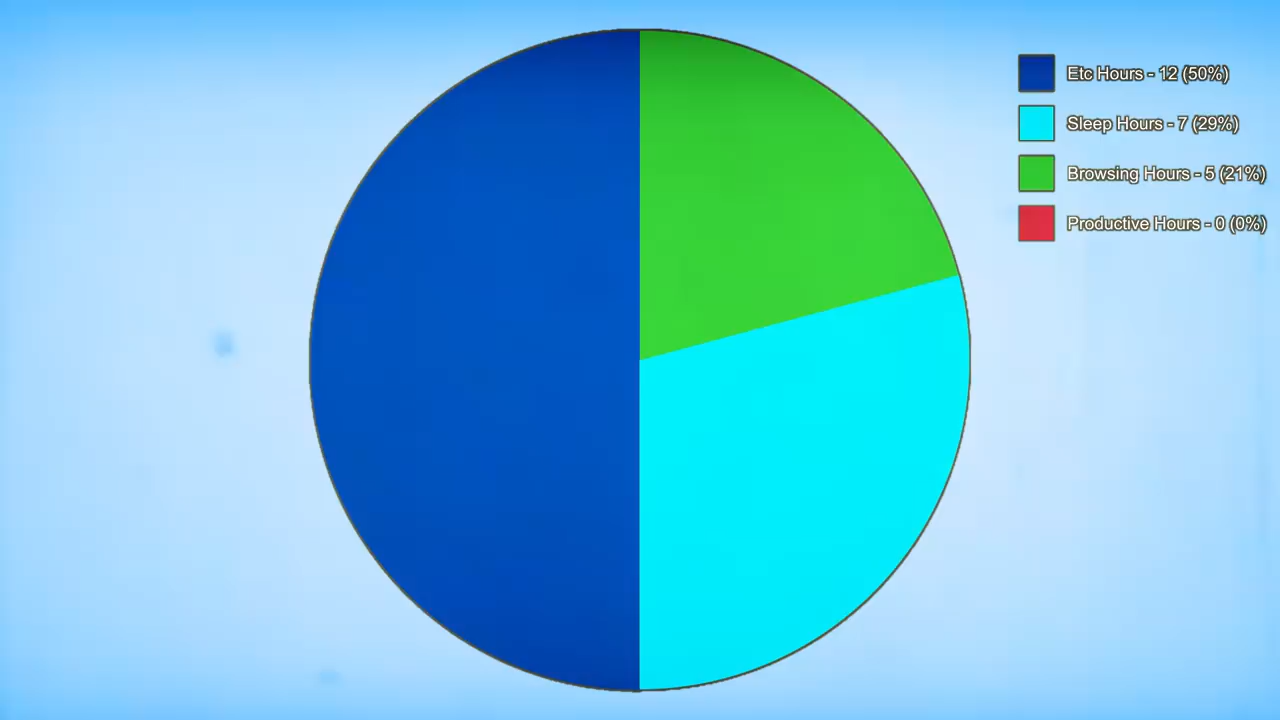 Etc Hours - 12 (50%)
Sleep Hours - 7 (29%)
Browsing Hours - 5 (21%)
Productive Hours - 0 (0%)